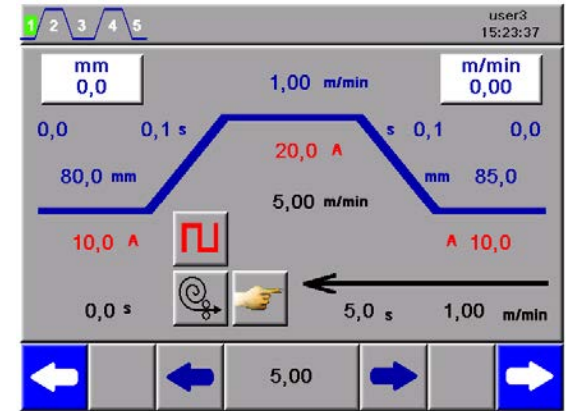 1 2 3 4 5
user3
15:23:37
mm
0,0
1,00 m/min
m/min
0,00
0,0 0,1 s
s 0,1 0,0
20,0 A
80,0 mm
mm 85,0
5,00 m/min
10,0 A
A 10,0
0,0 s
5,0 s 1,00 m/min
5,00